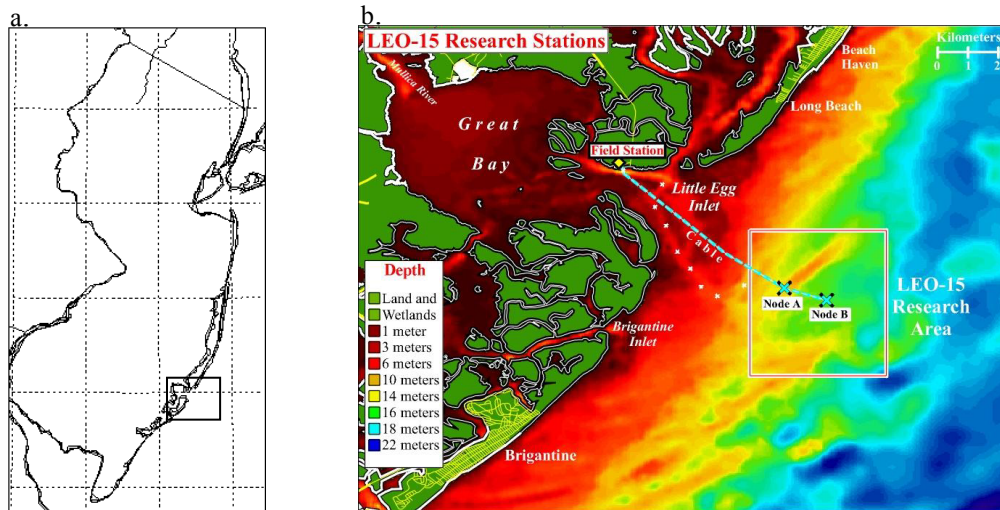 a.
b.
LEO-15 Research Stations
Kilometers
0 1 2
Mullica River
Beach
Haven
Long Beach
Great
Bay
Field Station
Little Egg
Inlet
Cable
Node A
Node B
LEO-15
Research
Area
Depth
Land and
Wetlands
1 meter
3 meters
6 meters
10 meters
14 meters
16 meters
18 meters
22 meters
Brigantine
Inlet
Brigantine